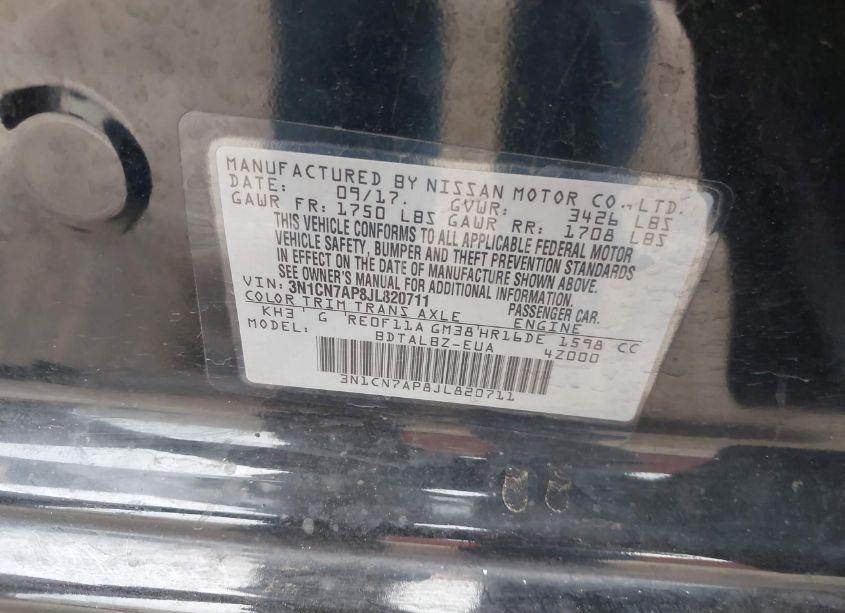 MANUFACTURED BY NISSAN MOTOR CO.,LTD.
DATE: 09/17. GVWR: 3426 LBS
GAWR FR: 1750 LBS GAWR RR: 1708 LBS
THIS VEHICLE CONFORMS TO ALL APPLICABLE FEDERAL MOTOR
VEHICLE SAFETY, BUMPER AND THEFT PREVENTION STANDARDS
IN EFFECT ON THE DATE OF MANUFACTURE SHOWN ABOVE.
SEE OWNER'S MANUAL FOR ADDITIONAL INFORMATION.
VIN: 3N1CN7AP8JL820711 PASSENGER CAR.
COLOR TRIM TRANS AXLE ENGINE
KH3 ' G 'RE0F11A GM38'HR16DE 1598 CC
MODEL: BDTALBZ-EUA 4Z000
3N1CN7AP8JL820711